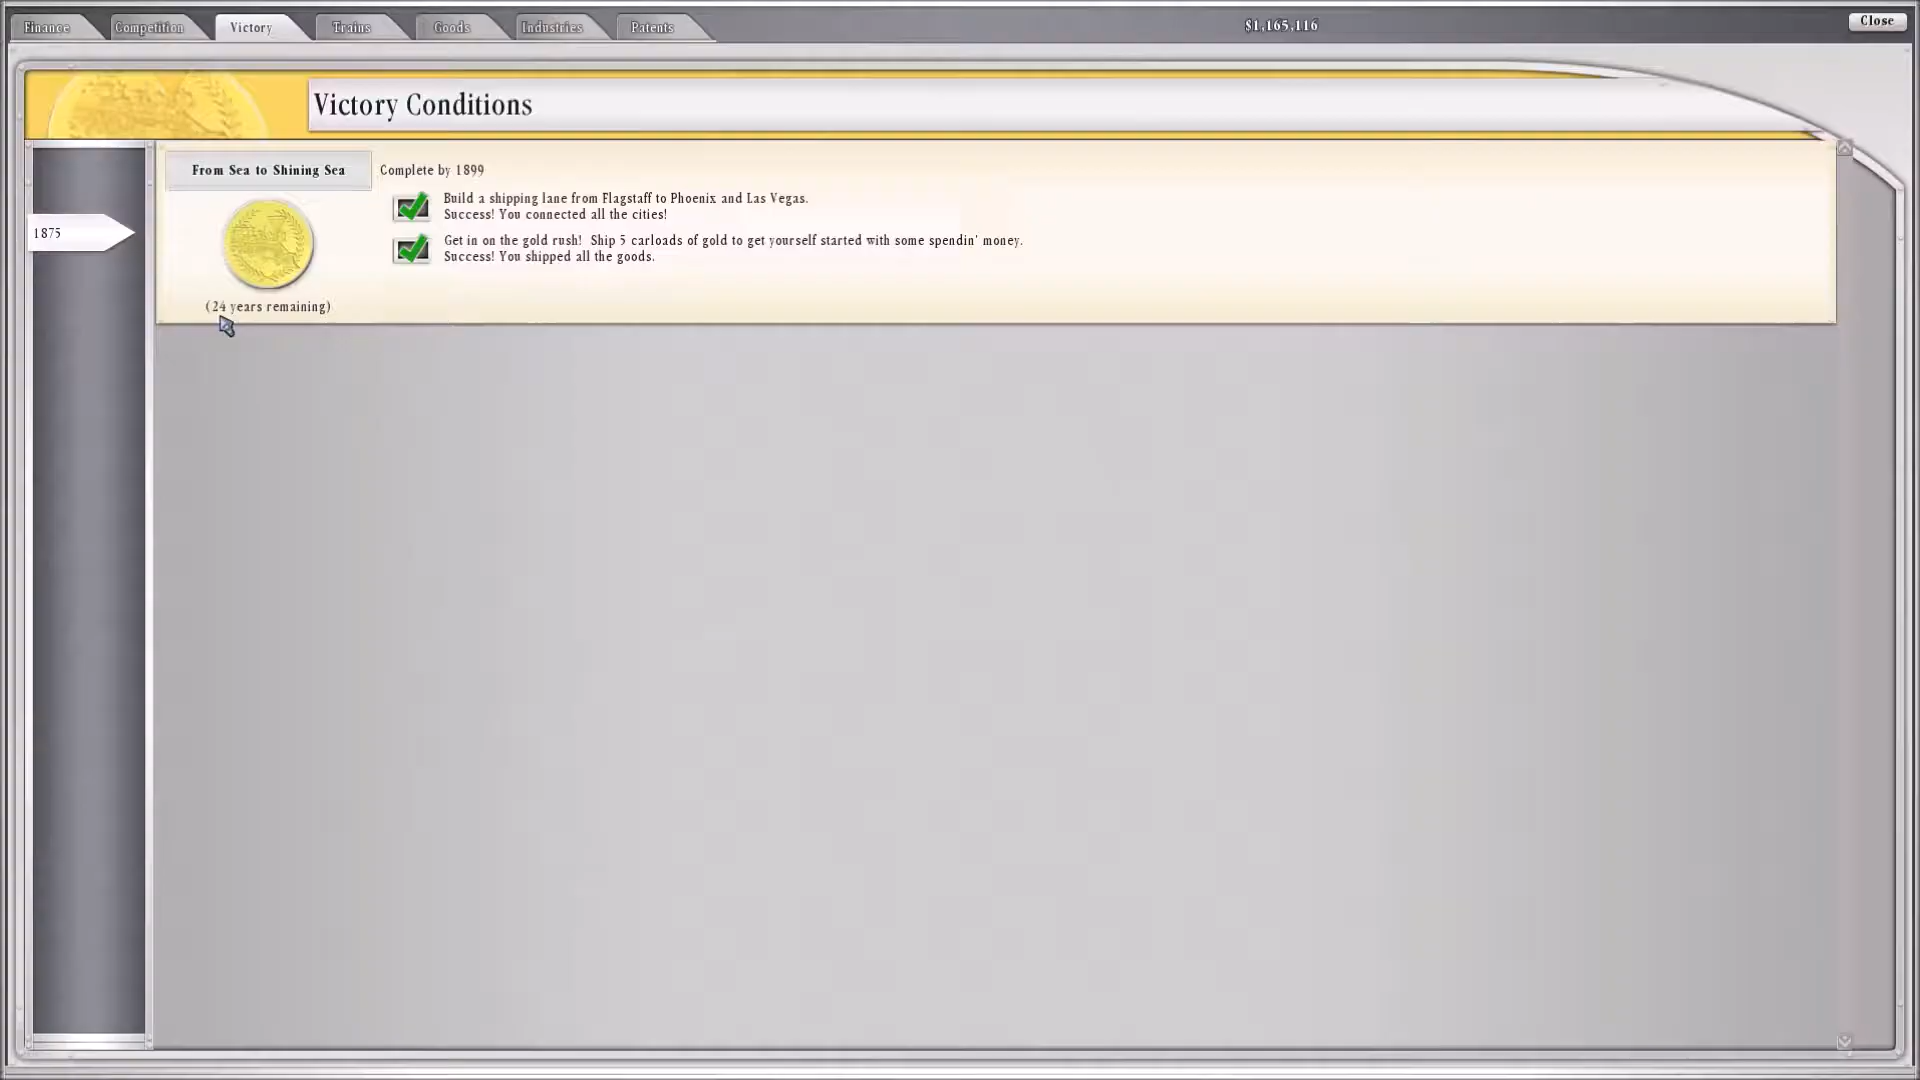 Finance Competition Victory Trains Goods Industries Patents $1,165,116 Close
Victory Conditions
From Sea to Shining Sea Complete by 1899
Build a shipping lane from Flagstaff to Phoenix and Las Vegas.
Success! You connected all the cities!
1875
Get in on the gold rush!  Ship 5 carloads of gold to get yourself started with some spendin' money.
Success! You shipped all the goods.
(24 years remaining)